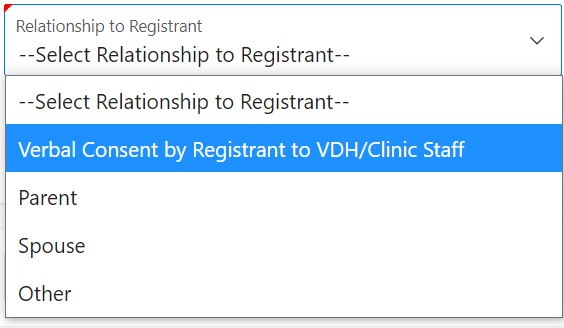 Relationship to Registrant
--Select Relationship to Registrant--
--Select Relationship to Registrant--
Verbal Consent by Registrant to VDH/Clinic Staff
Parent
Spouse
Other